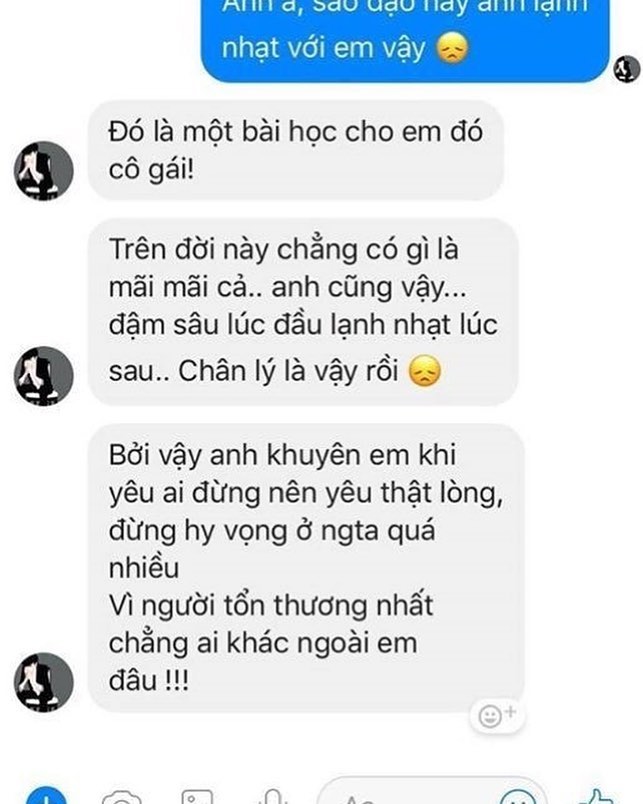 Anh à, sao dạo này anh lạnh
nhạt với em vậy 😞
Đó là một bài học cho em đó
cô gái!
Trên đời này chẳng có gì là
mãi mãi cả.. anh cũng vậy...
đậm sâu lúc đầu lạnh nhạt lúc
sau.. Chân lý là vậy rồi 😞
Bởi vậy anh khuyên em khi
yêu ai đừng nên yêu thật lòng,
đừng hy vọng ở ngta quá
nhiều
Vì người tổn thương nhất
chẳng ai khác ngoài em
đâu !!!
Aa